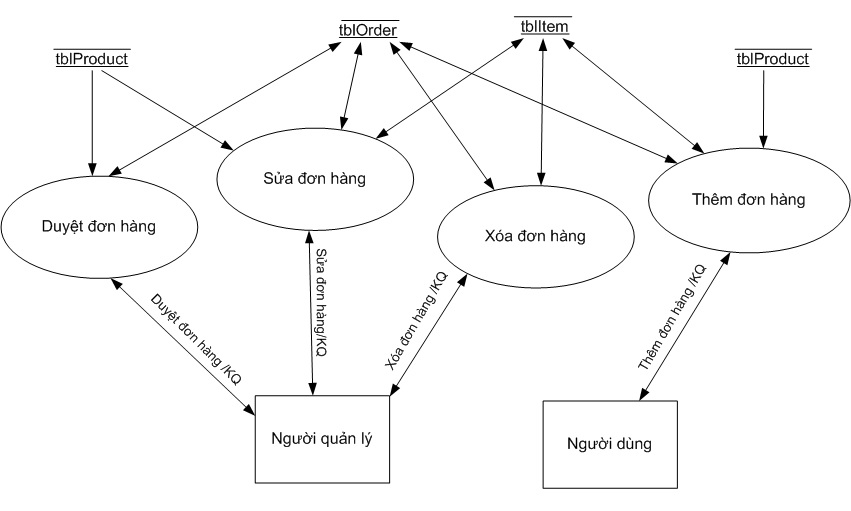 tblOrder
tblItem
tblProduct
tblProduct
Sửa đơn hàng
Thêm đơn hàng
Duyệt đơn hàng
Xóa đơn hàng
Duyệt đơn hàng /KQ
Sửa đơn hàng/KQ
Xóa đơn hàng /KQ
Thêm đơn hàng /KQ
Người quản lý
Người dùng